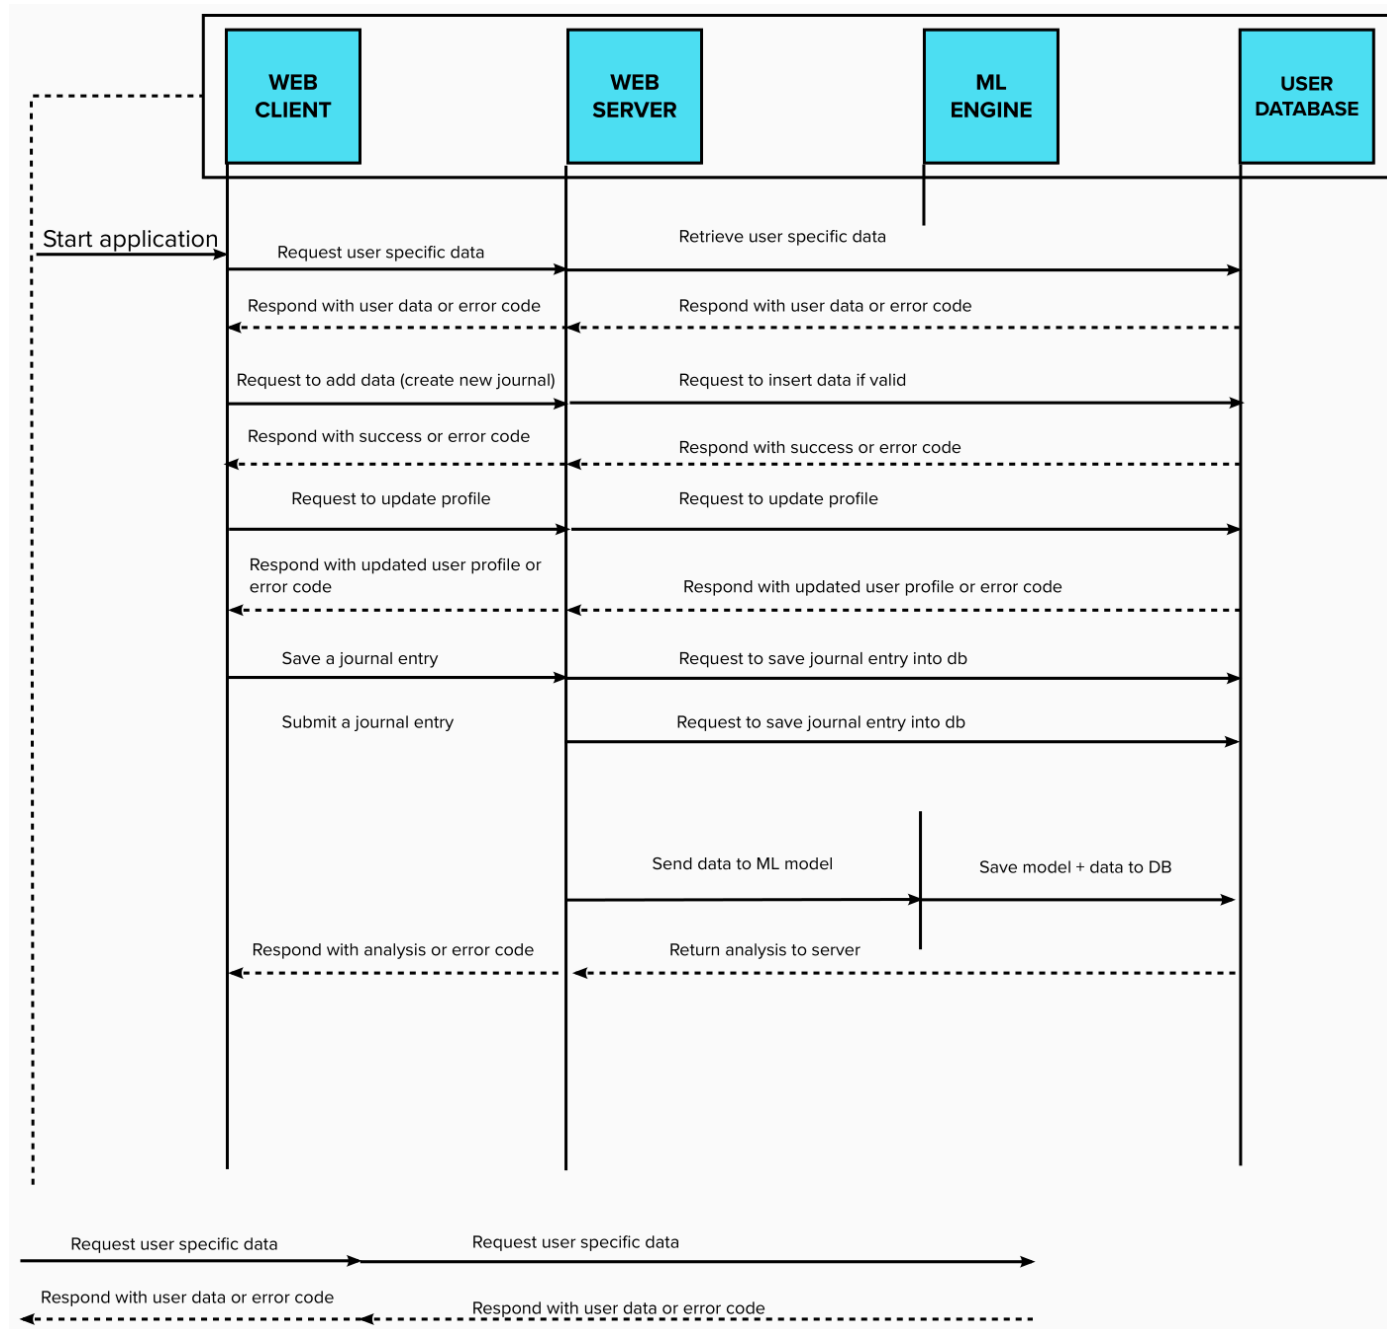 WEB
CLIENT
WEB
SERVER
ML
ENGINE
USER
DATABASE
Start application
Request user specific data
Retrieve user specific data
Respond with user data or error code
Respond with user data or error code
Request to add data (create new journal)
Request to insert data if valid
Respond with success or error code
Respond with success or error code
Request to update profile
Request to update profile
Respond with updated user profile or
error code
Respond with updated user profile or error code
Save a journal entry
Request to save journal entry into db
Submit a journal entry
Request to save journal entry into db
Send data to ML model
Save model + data to DB
Respond with analysis or error code
Return analysis to server
Request user specific data
Request user specific data
Respond with user data or error code
Respond with user data or error code